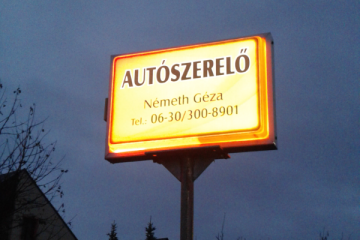 AUTÓSZERELŐ
Németh Géza
Tel.: 06-30/300-8901